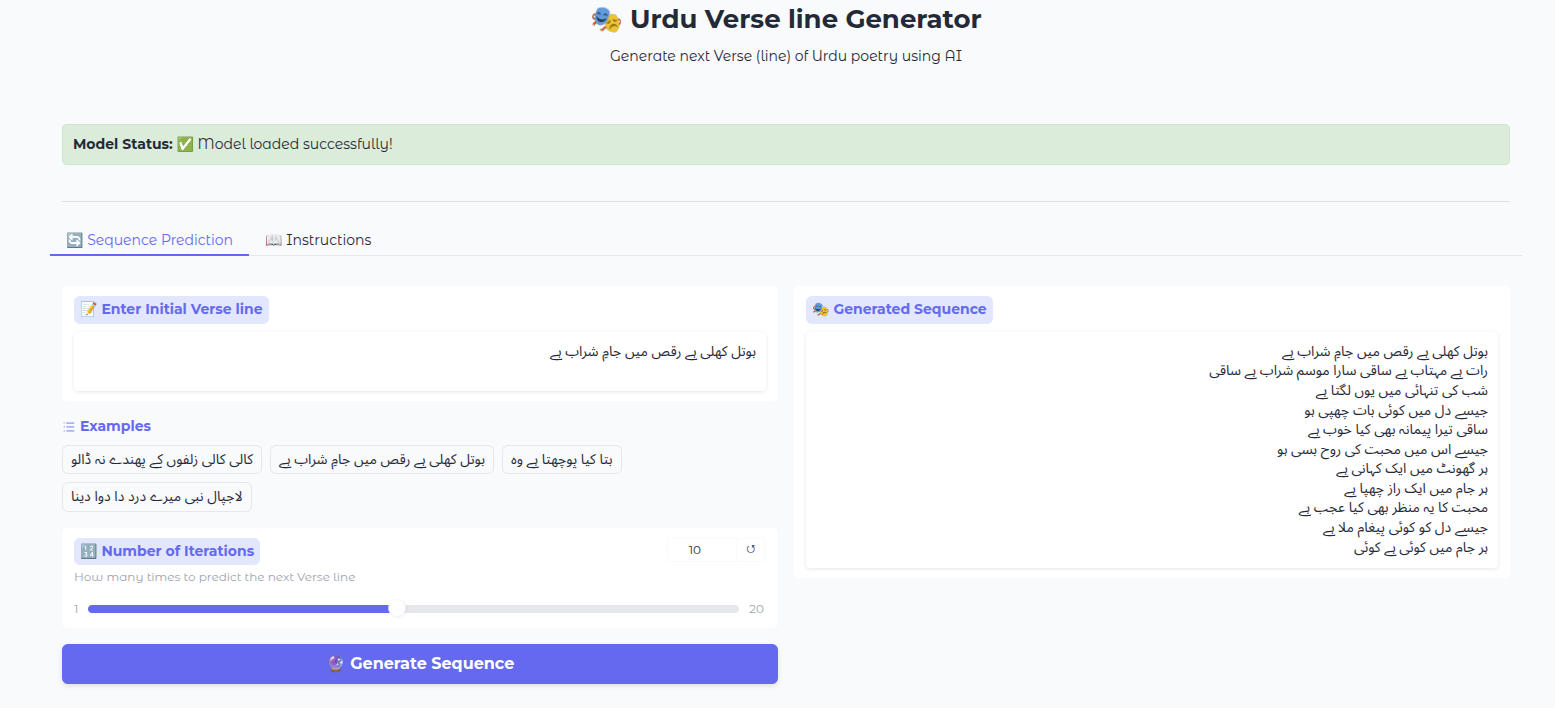 🎭 Urdu Verse line Generator
Generate next Verse (line) of Urdu poetry using AI
Model Status: ✅ Model loaded successfully!
🔄 Sequence Prediction
📖 Instructions
📝 Enter Initial Verse line
بوتل کھلی ہے رقص میں جامِ شراب ہے
Examples
کالی کالی زلفوں کے پھندے نہ ڈالو
بوتل کھلی ہے رقص میں جامِ شراب ہے
بتا کیا پوچھتا ہے وہ
لاجپال نبی میرے درد دا دوا دینا
🔢 Number of Iterations
10
↺
How many times to predict the next Verse line
1
20
🔮 Generate Sequence
🎭 Generated Sequence
بوتل کھلی ہے رقص میں جامِ شراب ہے
رات ہے مہتاب ہے ساقی سارا موسم شراب ہے ساقی
شب کی تنہائی میں یوں لگتا ہے
جیسے دل میں کوئی بات چھپی ہو
ساقی تیرا پیمانہ بھی کیا خوب ہے
جیسے اس میں محبت کی روح بسی ہو
ہر گھونٹ میں ایک کہانی ہے
ہر جام میں ایک راز چھپا ہے
محبت کا یہ منظر بھی کیا عجب ہے
جیسے دل کو کوئی پیغام ملا ہے
ہر جام میں کوئی ہے کوئی